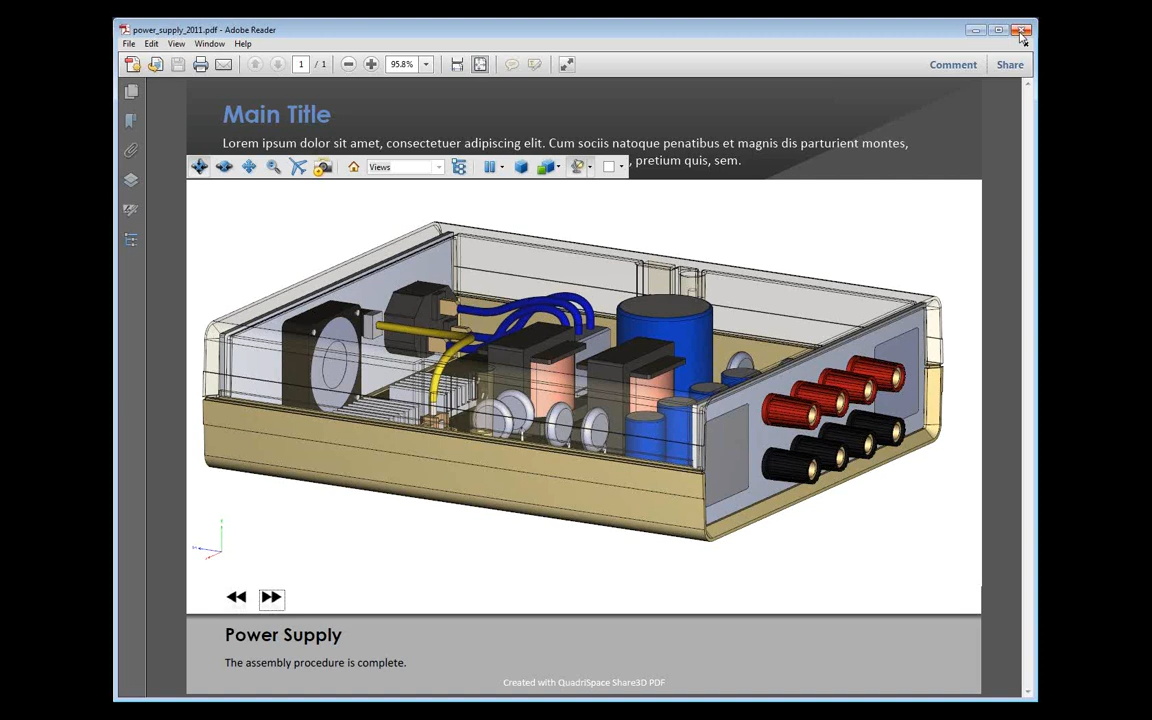 power_supply_2011.pdf - Adobe Reader
File Edit View Window Help
1 / 1 95.8% Comment Share
Main Title
Lorem ipsum dolor sit amet, consectetuer adipiscing elit. Cum sociis natoque penatibus et magnis dis parturient montes,
, pretium quis, sem.
Views
Power Supply
The assembly procedure is complete.
Created with QuadriSpace Share3D PDF